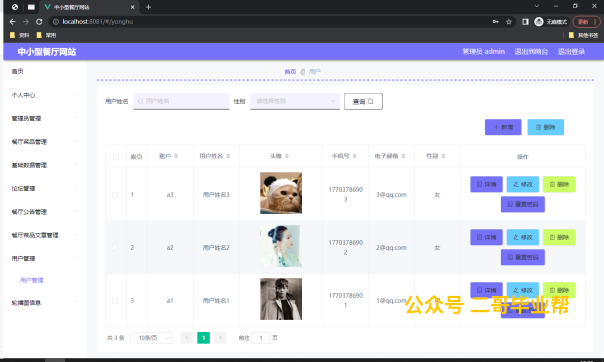 中小型餐厅网站
localhost:8081/#/yonghu
无痕模式
更新
资料
常用
其他书签
中小型餐厅网站
管理员 admin 退出到前台 退出登录
首页
个人中心
管理员管理
餐厅菜品管理
基础数据管理
论坛管理
餐厅公告管理
餐厅菜品文章管理
用户管理
用户管理
轮播图信息
首页 用户
用户姓名 用户姓名 性别 请选择性别 查询
新增 删除
索引 账户 用户姓名 头像 手机号 电子邮箱 性别 操作
1 a3 用户姓名3 17703786903 3@qq.com 女 详情 修改 删除
重置密码
2 a2 用户姓名2 17703786902 2@qq.com 女 详情 修改 删除
重置密码
3 a1 用户姓名1 17703786901 1@qq.com 详情 修改 删除
公众号 二哥毕业帮
共 3 条 10条/页 1 前往 1 页